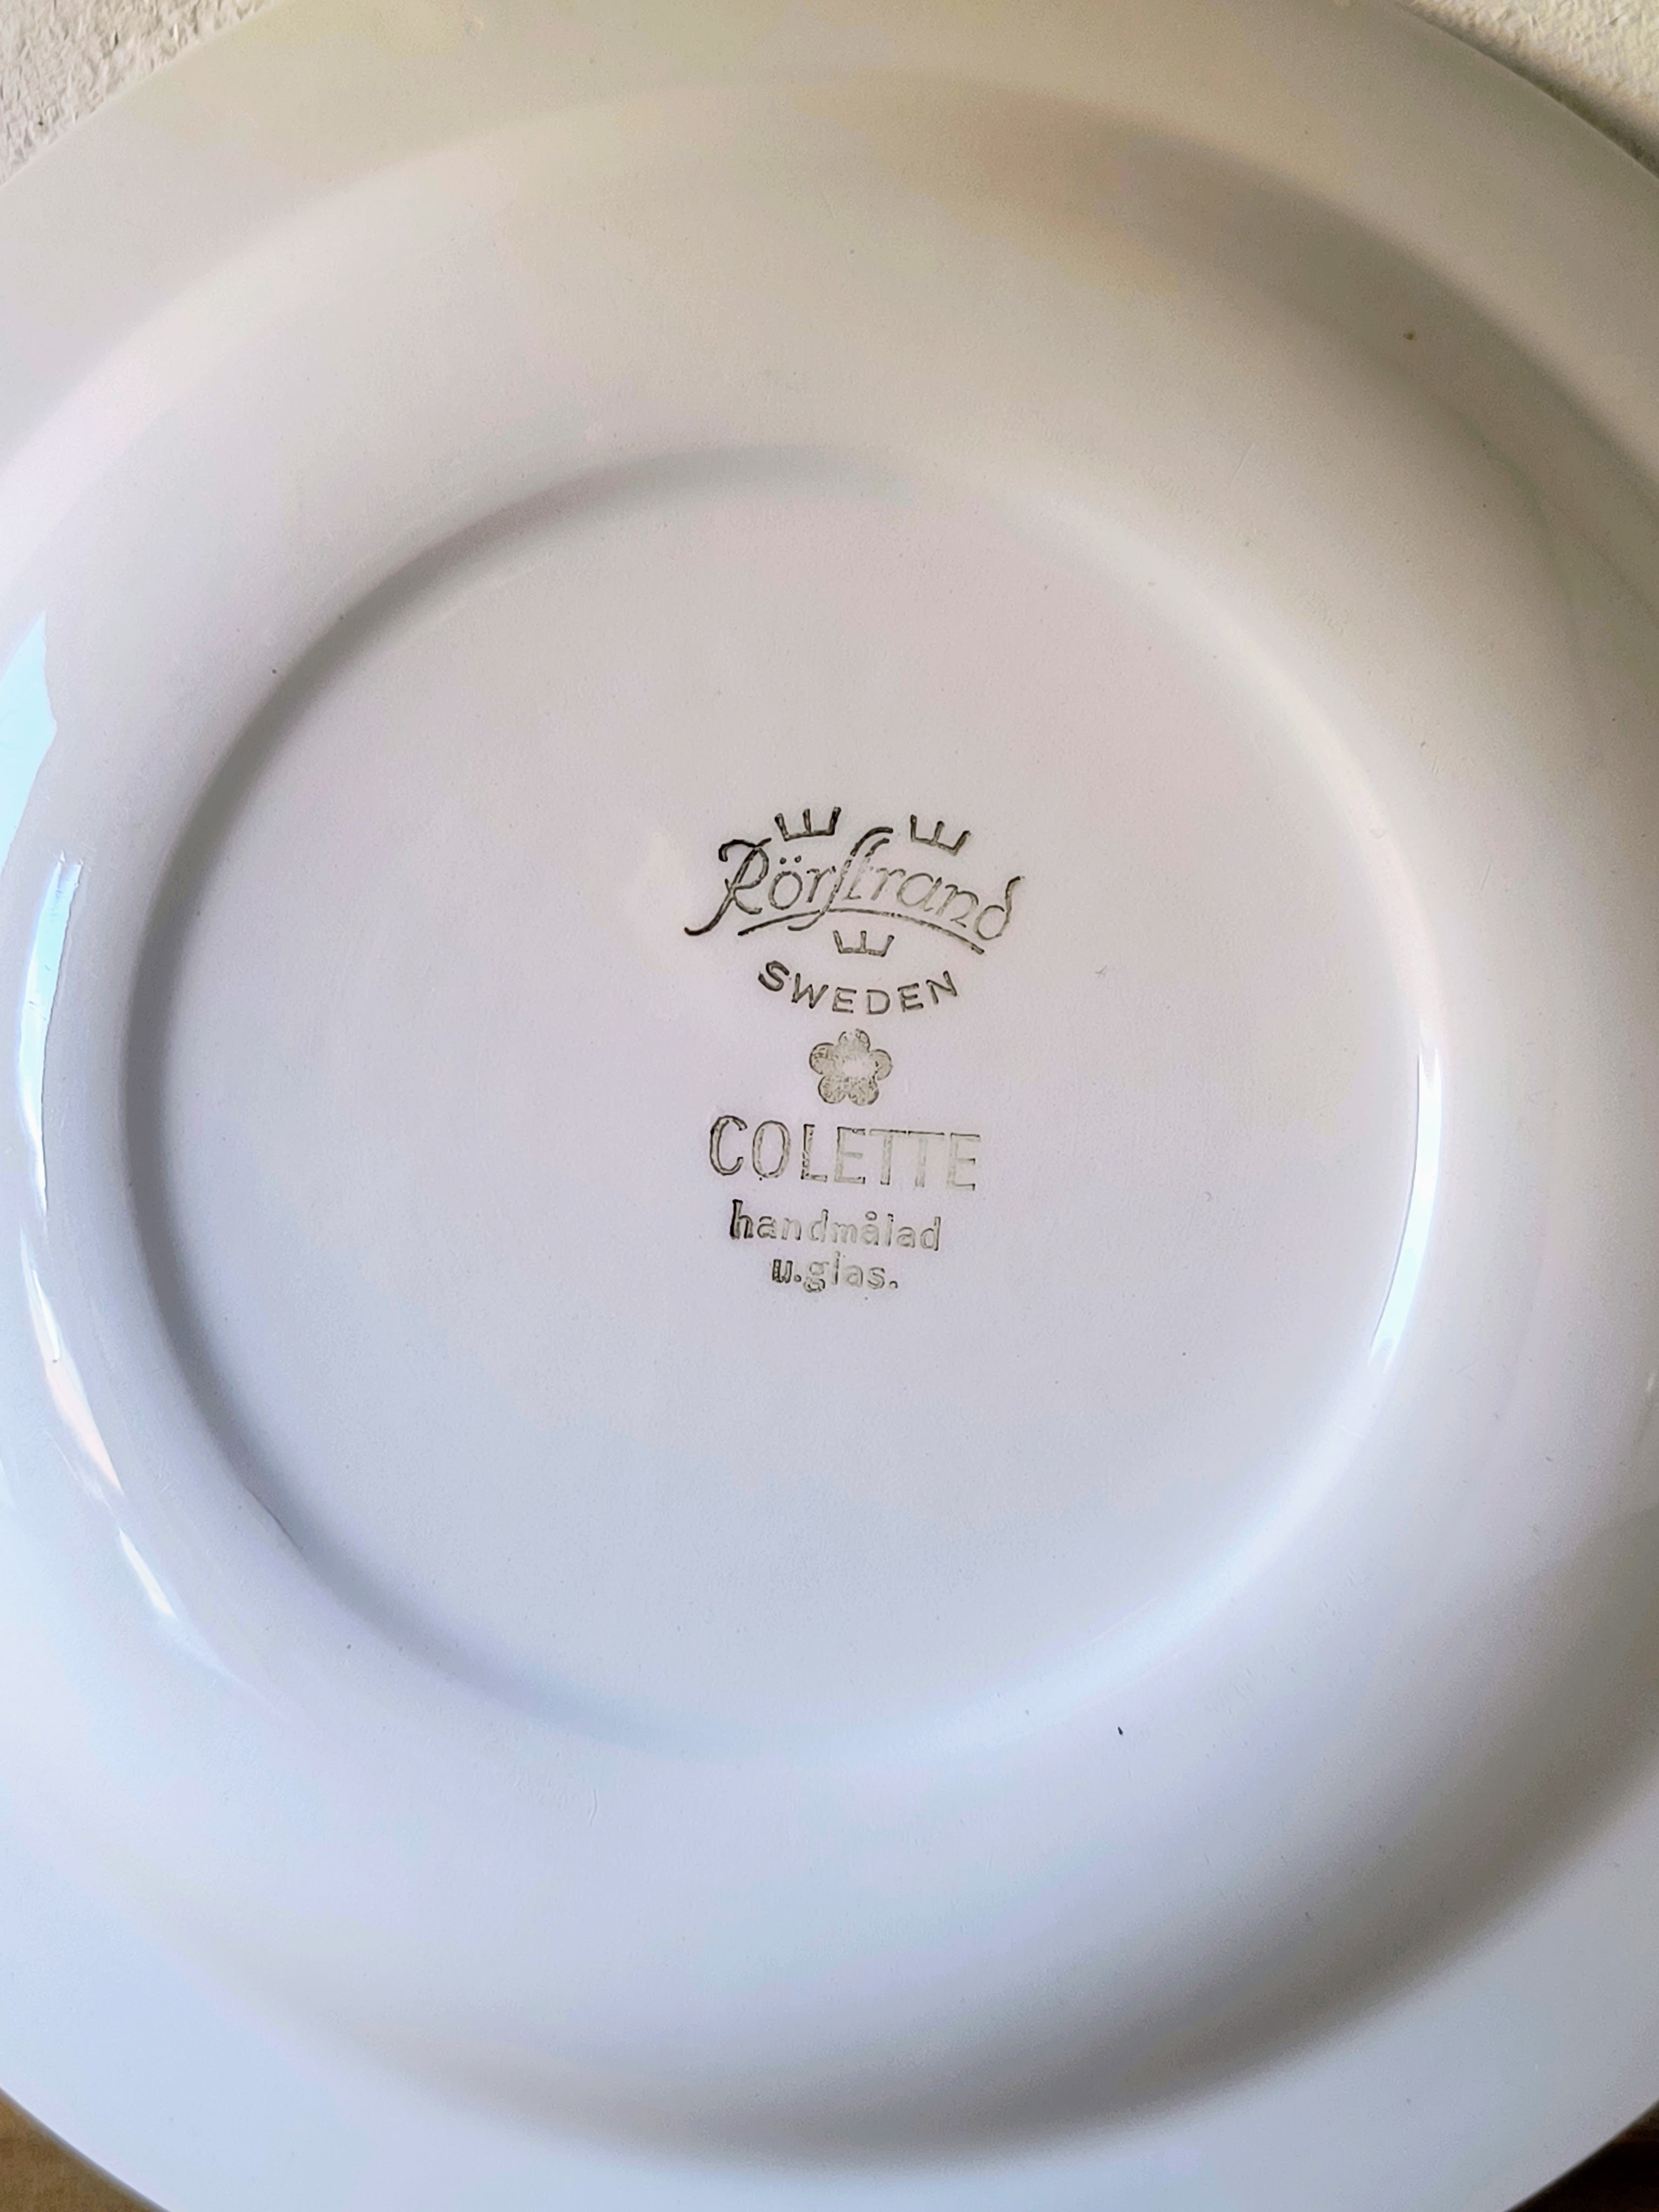 Rörstrand
SWEDEN
COLETTE
handmålad
u.glas.